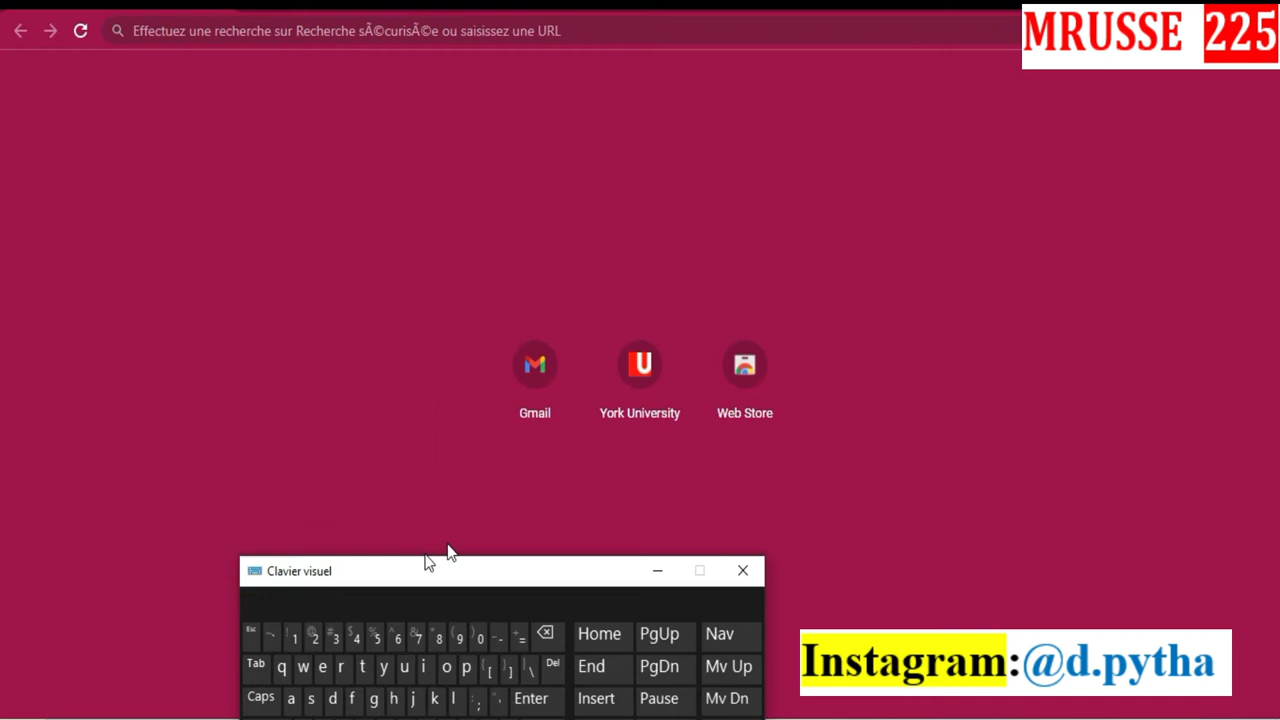 Effectuez une recherche sur Recherche sÃ©curisÃ©e ou saisissez une URL
MRUSSE 225
U
Gmail
York University
Web Store
Clavier visuel
Esc ~ ` ! 1 @ 2 # 3 $ 4 % 5 ^ 6 & 7 * 8 ( 9 ) 0 _ - + = Home PgUp Nav
Tab q w e r t y u i o p { [ } ] | \ Del End PgDn Mv Up
Caps a s d f g h j k l : ; " ' Enter Insert Pause Mv Dn
Instagram:@d.pytha